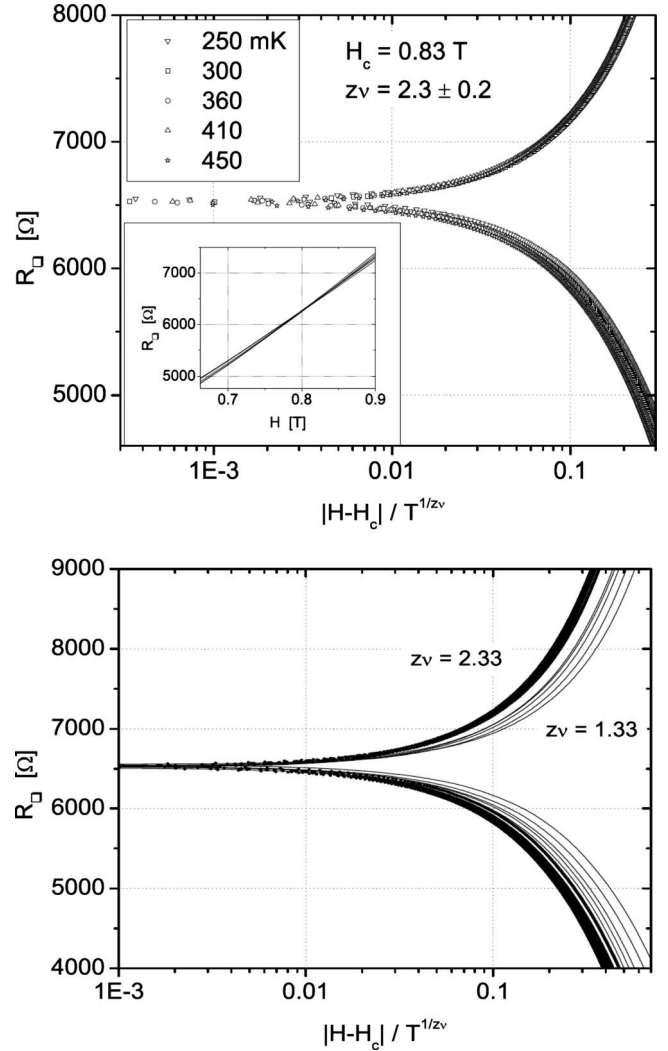 8000
7000
6000
5000
R□ [Ω]
250 mK
300
360
410
450
H_c = 0.83 T
zν = 2.3 ± 0.2
7000
6000
5000
R□ [Ω]
0.7 0.8 0.9
H [T]
1E-3 0.01 0.1
|H-H_c| / T^{1/zν}
9000
8000
7000
6000
5000
4000
R□ [Ω]
zν = 2.33
zν = 1.33
1E-3 0.01 0.1
|H-H_c| / T^{1/zν}